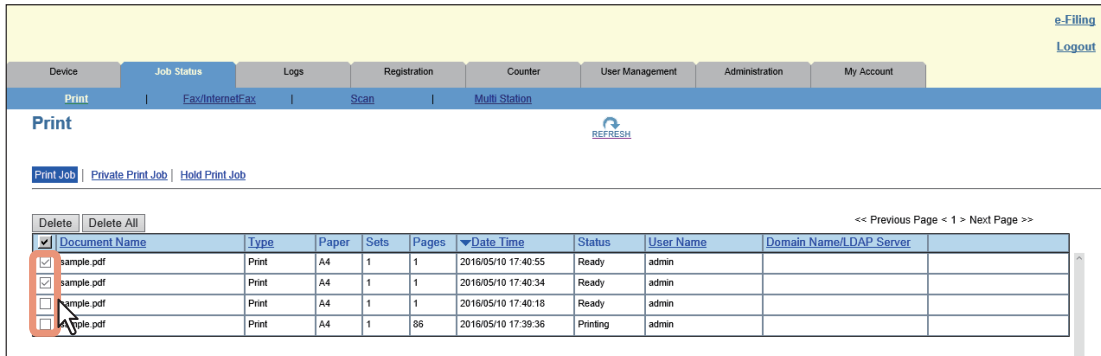 e-Filing
Logout
Device Job Status Logs Registration Counter User Management Administration My Account
Print | Fax/InternetFax | Scan | Multi Station
Print
REFRESH
Print Job | Private Print Job | Hold Print Job
Delete Delete All << Previous Page < 1 > Next Page >>
Document Name Type Paper Sets Pages Date Time Status User Name Domain Name/LDAP Server
sample.pdf Print A4 1 1 2016/05/10 17:40:55 Ready admin
sample.pdf Print A4 1 1 2016/05/10 17:40:34 Ready admin
sample.pdf Print A4 1 1 2016/05/10 17:40:18 Ready admin
sample.pdf Print A4 1 86 2016/05/10 17:39:36 Printing admin